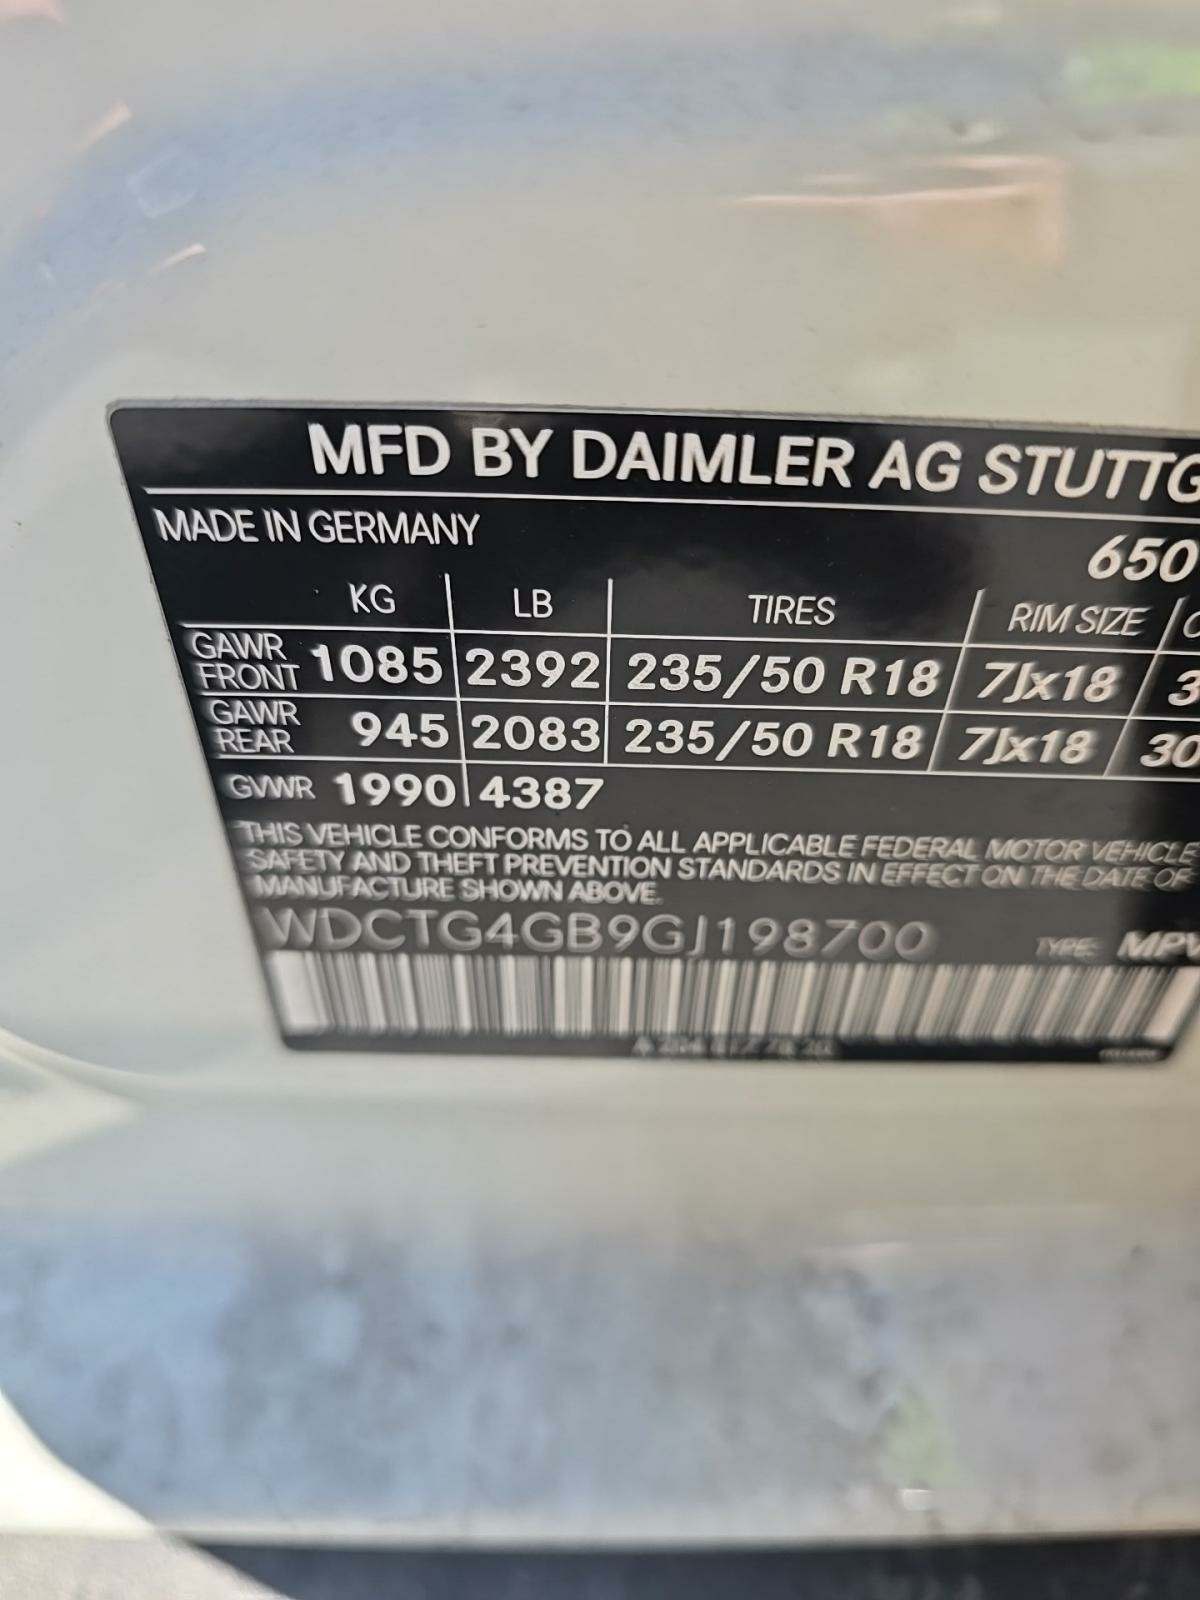 MFD BY DAIMLER AG STUTTG
MADE IN GERMANY
650
KG LB TIRES RIM SIZE C
GAWR FRONT 1085 2392 235/50 R18 7Jx18 3
GAWR REAR 945 2083 235/50 R18 7Jx18 30
GVWR 1990 4387
THIS VEHICLE CONFORMS TO ALL APPLICABLE FEDERAL MOTOR VEHICLE
SAFETY AND THEFT PREVENTION STANDARDS IN EFFECT ON THE DATE OF
MANUFACTURE SHOWN ABOVE.
WDCTG4GB9GJ198700 TYPE: MPV